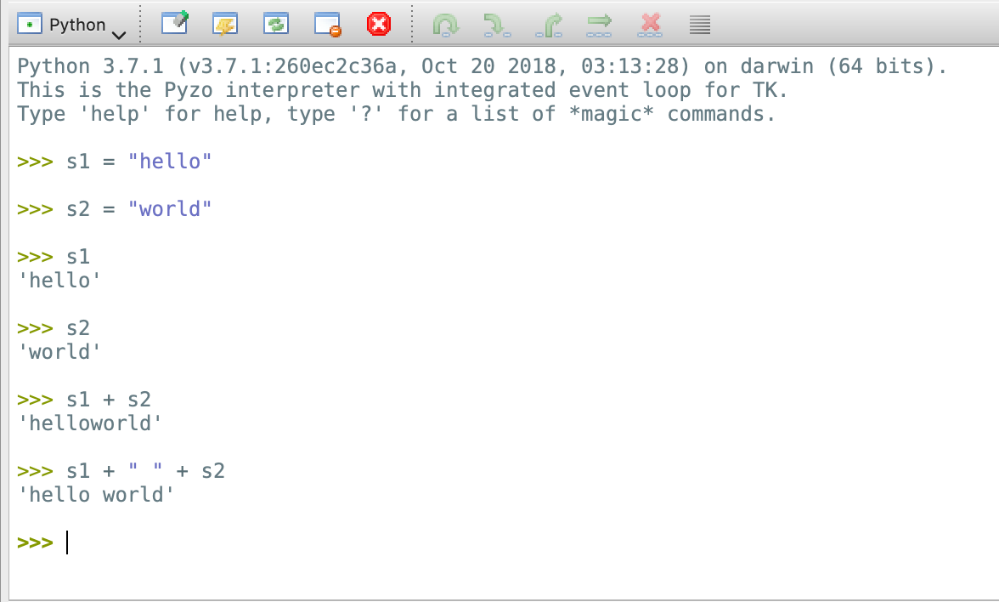 Python
Python 3.7.1 (v3.7.1:260ec2c36a, Oct 20 2018, 03:13:28) on darwin (64 bits).
This is the Pyzo interpreter with integrated event loop for TK.
Type 'help' for help, type '?' for a list of *magic* commands.
>>> s1 = "hello"
>>> s2 = "world"
>>> s1
'hello'
>>> s2
'world'
>>> s1 + s2
'helloworld'
>>> s1 + " " + s2
'hello world'
>>>